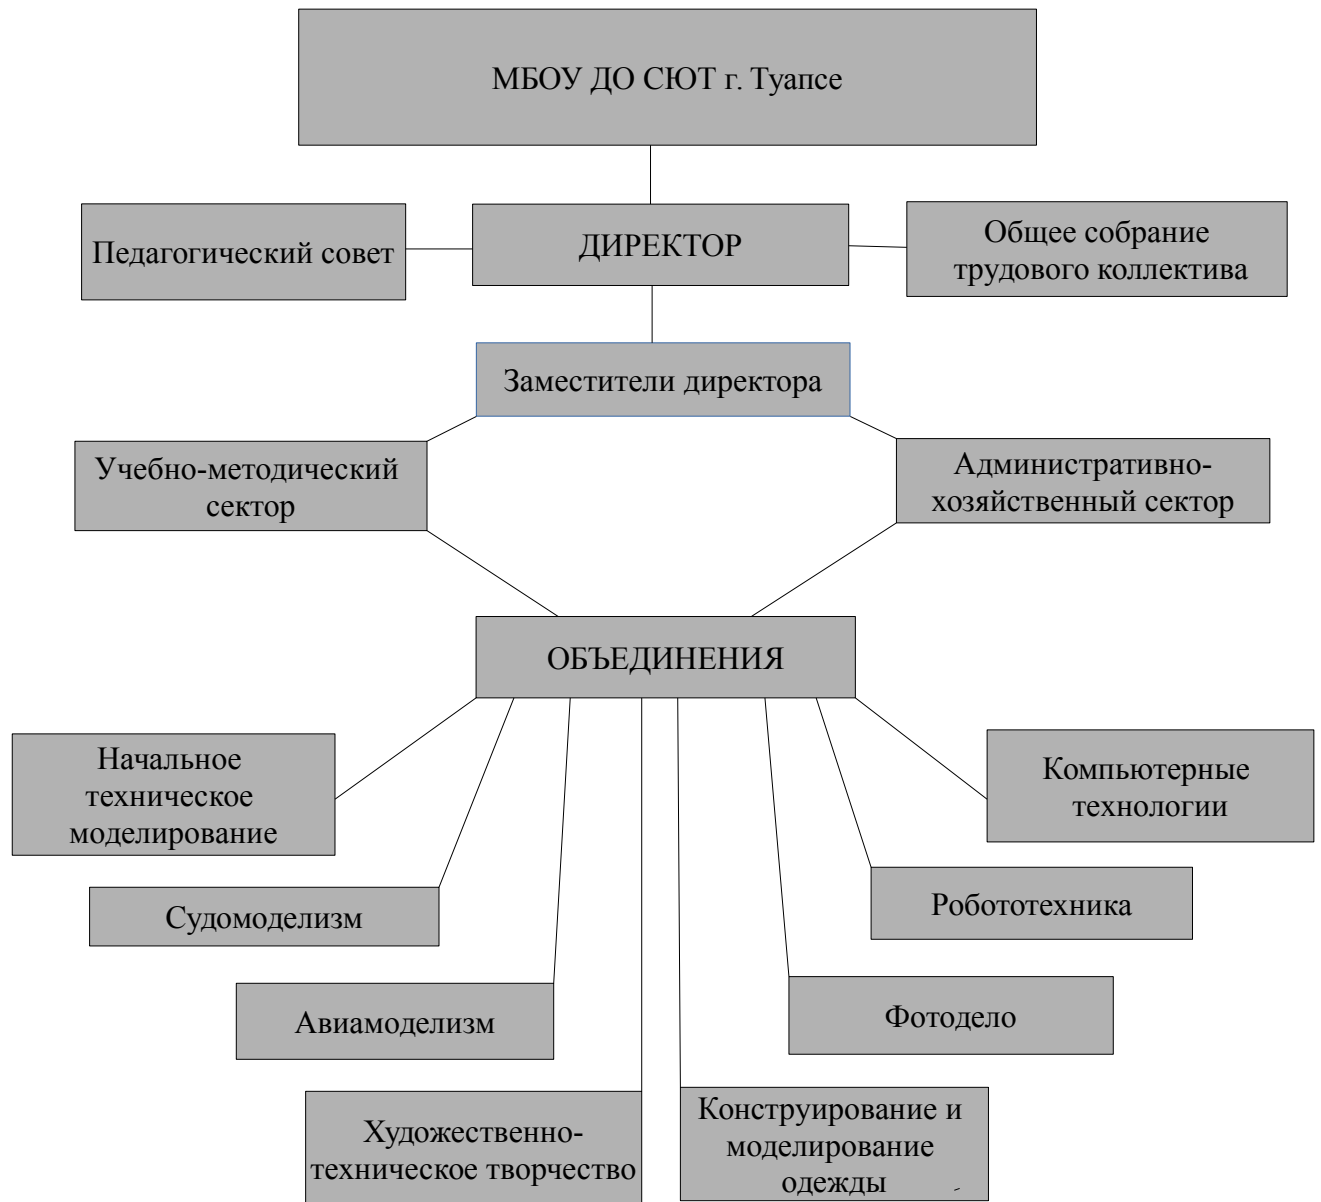 МБОУ ДО СЮТ г. Туапсе
Педагогический совет
ДИРЕКТОР
Общее собрание
трудового коллектива
Заместители директора
Учебно-методический
сектор
Административно-
хозяйственный сектор
ОБЪЕДИНЕНИЯ
Начальное
техническое
моделирование
Компьютерные
технологии
Судомоделизм
Робототехника
Авиамоделизм
Фотодело
Художественно-
техническое творчество
Конструирование и
моделирование
одежды